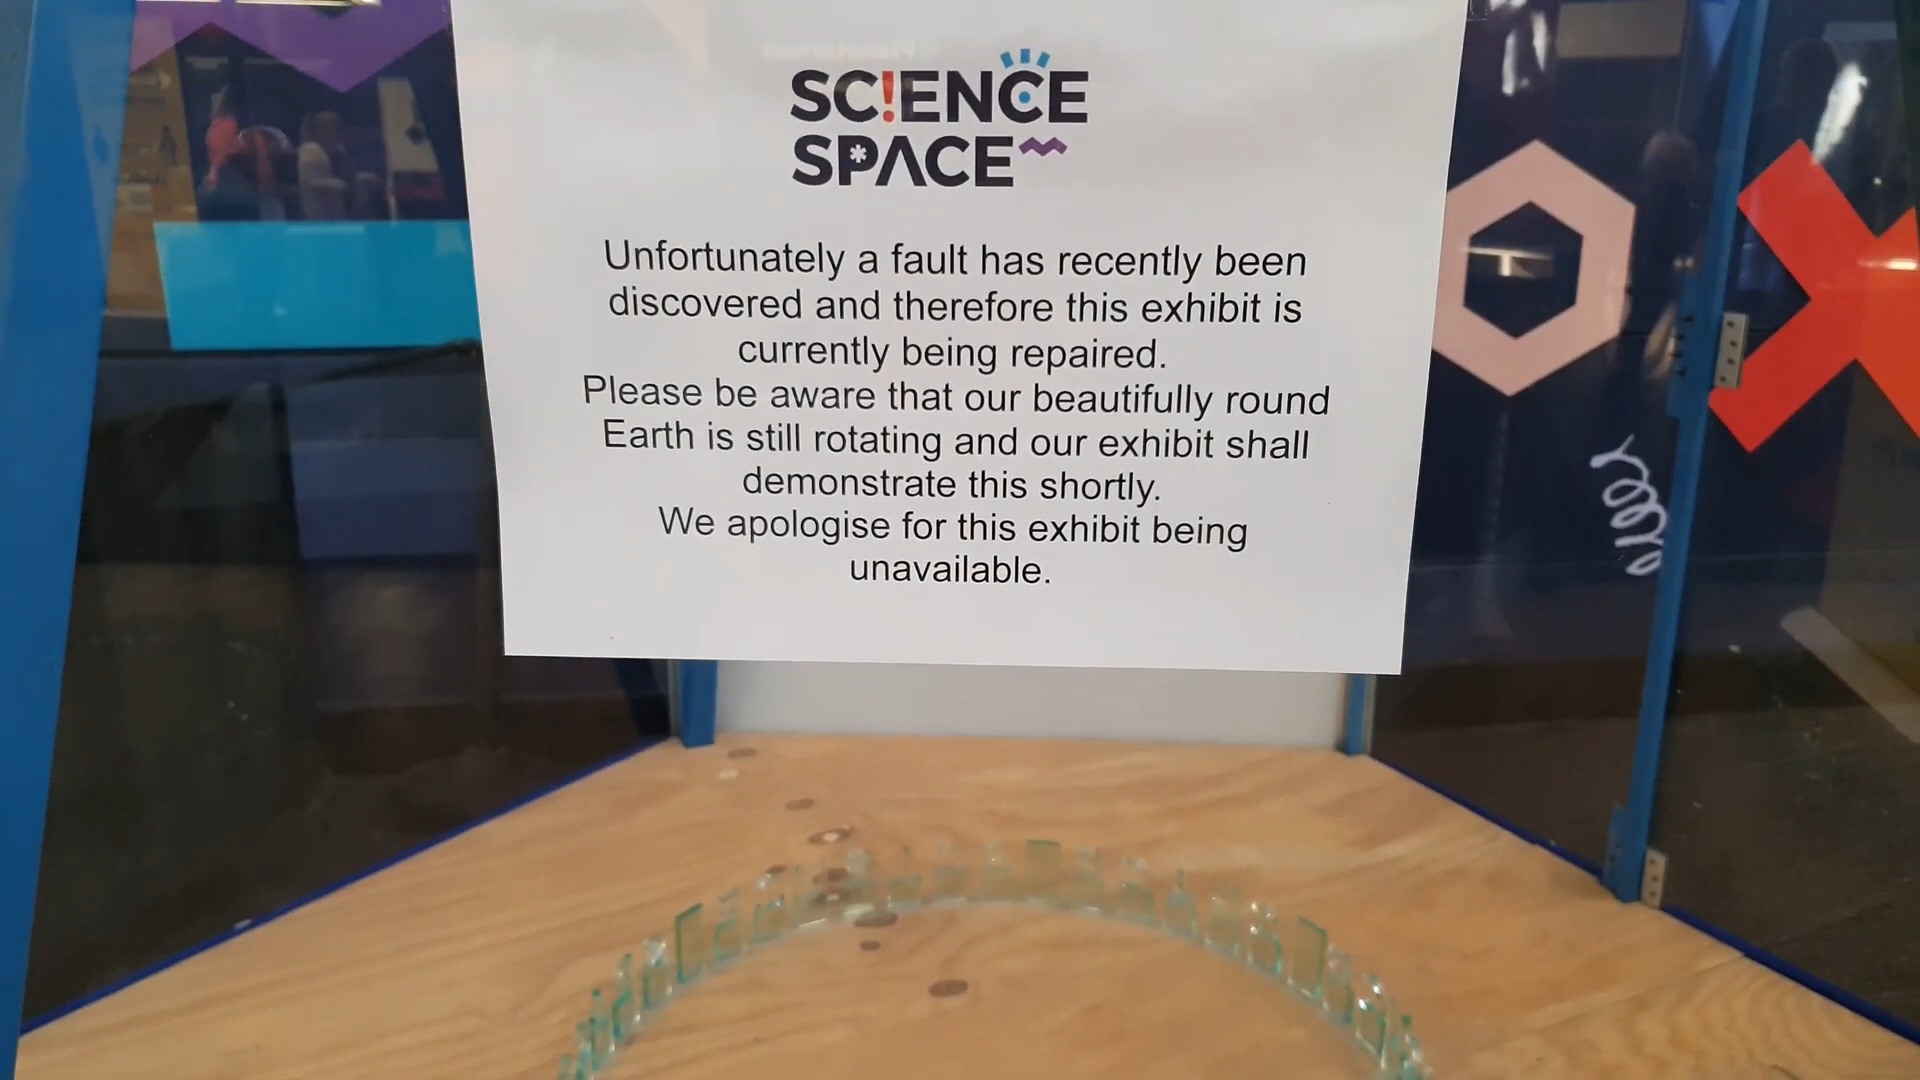 SC!ENCE
SPACE
Unfortunately a fault has recently been
discovered and therefore this exhibit is
currently being repaired.
Please be aware that our beautifully round
Earth is still rotating and our exhibit shall
demonstrate this shortly.
We apologise for this exhibit being
unavailable.